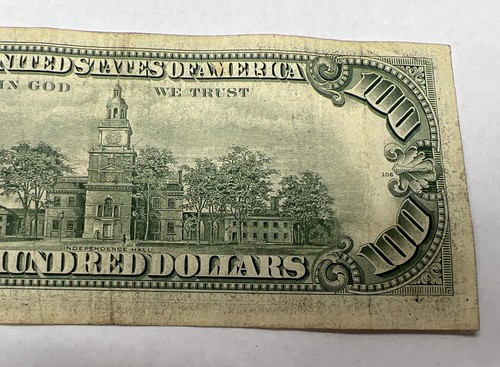 UNITED STATES OF AMERICA
100
IN GOD WE TRUST
106
INDEPENDENCE HALL
HUNDRED DOLLARS
100